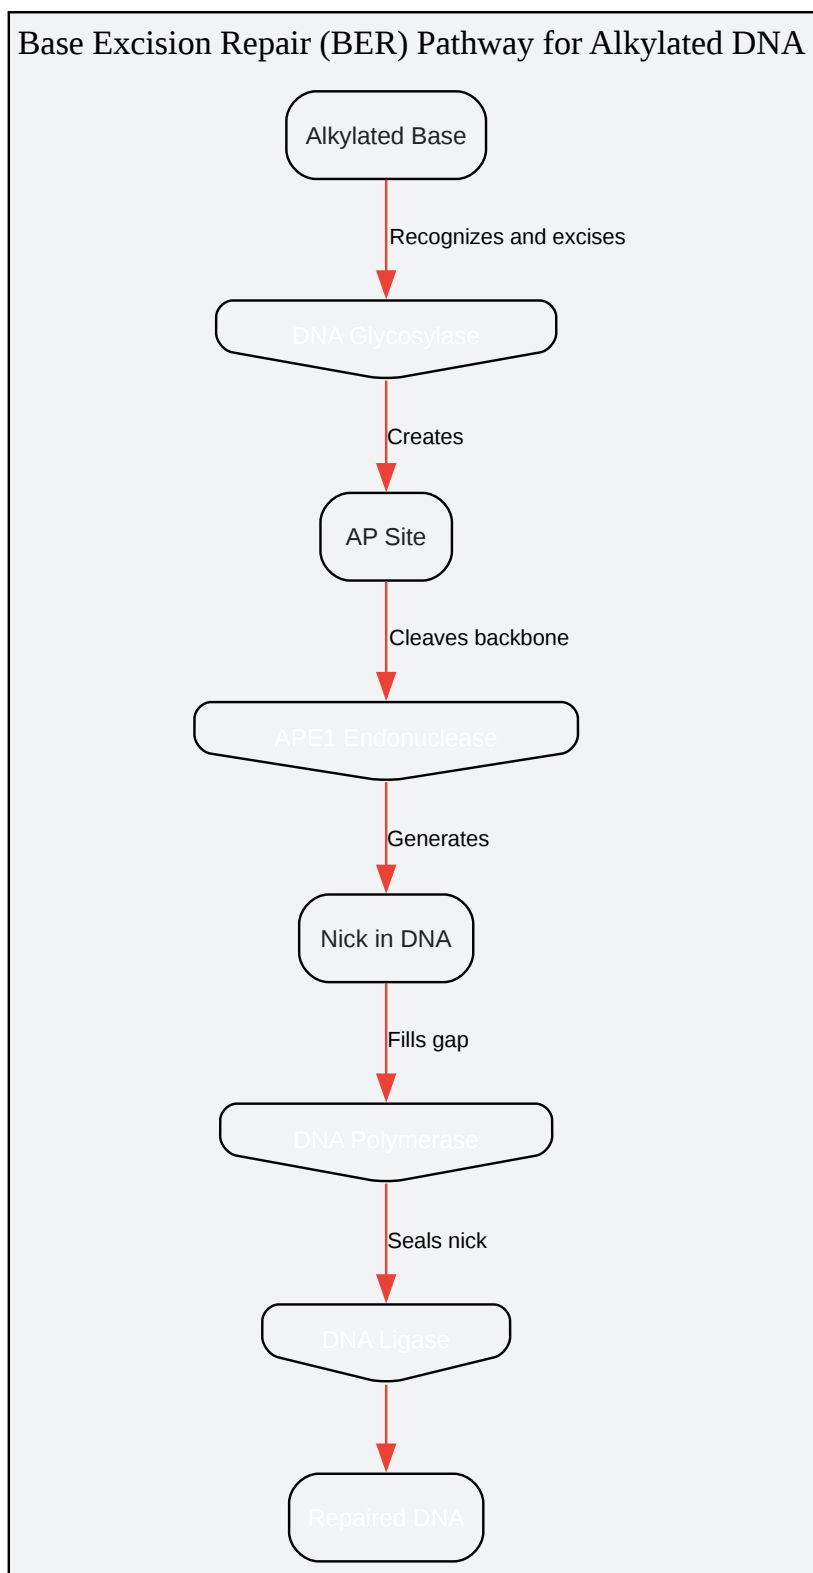 Base Excision Repair (BER) Pathway for Alkylated DNA
Alkylated Base
Recognizes and excises
DNA Glycosylase
Creates
AP Site
Cleaves backbone
APE1 Endonuclease
Generates
Nick in DNA
Fills gap
DNA Polymerase
Seals nick
DNA Ligase
Repaired DNA